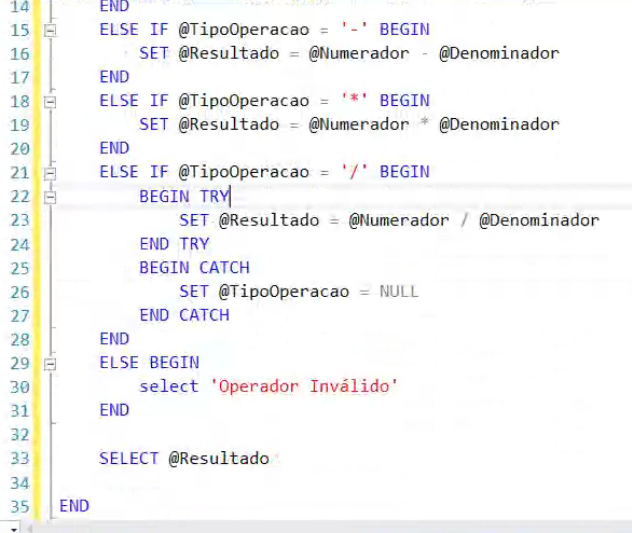 14 END
15 ELSE IF @TipoOperacao = '-' BEGIN
16 SET @Resultado = @Numerador - @Denominador
17 END
18 ELSE IF @TipoOperacao = '*' BEGIN
19 SET @Resultado = @Numerador * @Denominador
20 END
21 ELSE IF @TipoOperacao = '/' BEGIN
22 BEGIN TRY
23 SET @Resultado = @Numerador / @Denominador
24 END TRY
25 BEGIN CATCH
26 SET @TipoOperacao = NULL
27 END CATCH
28 END
29 ELSE BEGIN
30 select 'Operador Inválido'
31 END
32
33 SELECT @Resultado
34
35 END